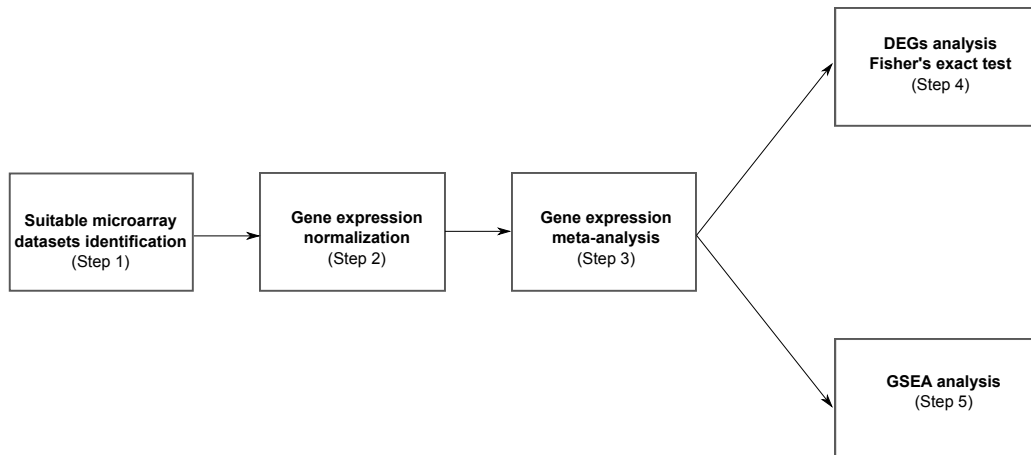 Suitable microarray
datasets identification
(Step 1)
Gene expression
normalization
(Step 2)
Gene expression
meta-analysis
(Step 3)
DEGs analysis
Fisher's exact test
(Step 4)
GSEA analysis
(Step 5)